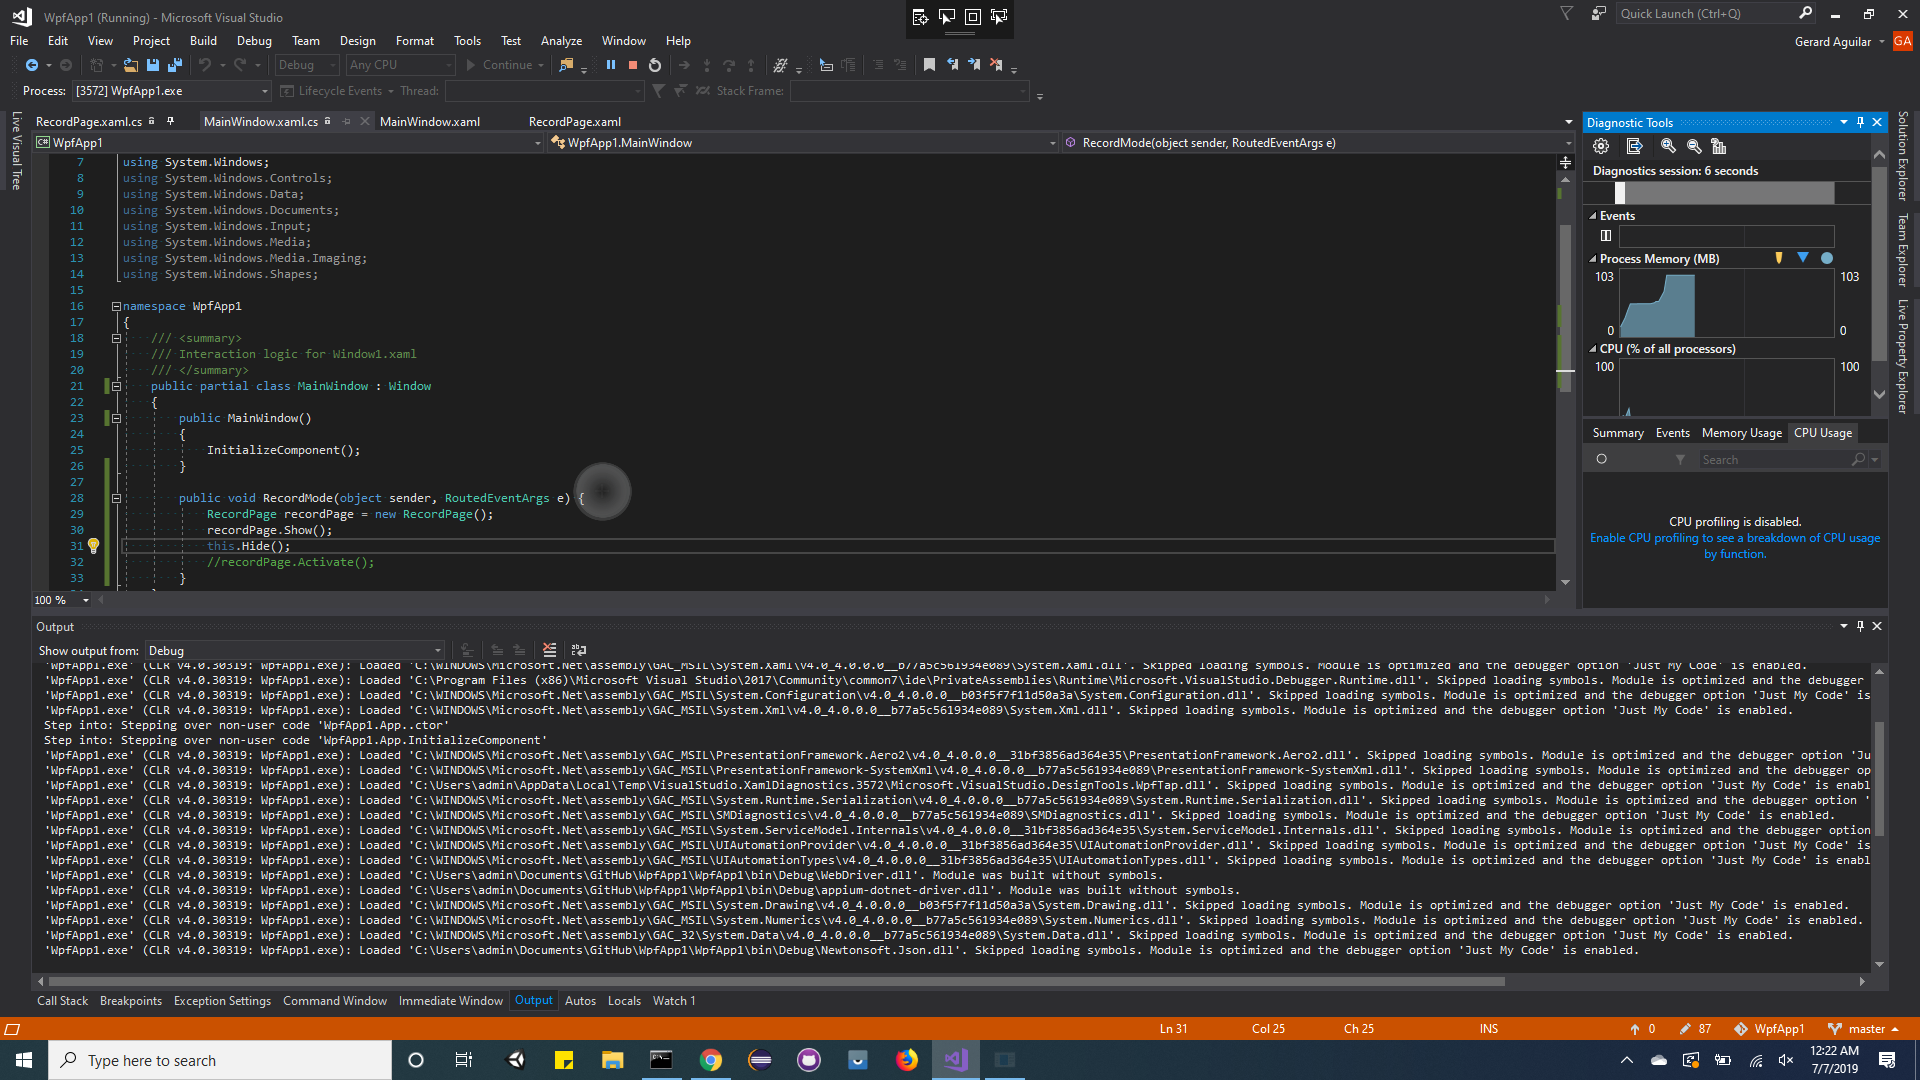 WpfApp1 (Running) - Microsoft Visual Studio
Quick Launch (Ctrl+Q)
File Edit View Project Build Debug Team Design Format Tools Test Analyze Window Help
Gerard Aguilar GA
Debug Any CPU Continue
Process: [3572] WpfApp1.exe Lifecycle Events Thread: Stack Frame:
Live Visual Tree
RecordPage.xaml.cs MainWindow.xaml.cs MainWindow.xaml RecordPage.xaml
C# WpfApp1 WpfApp1.MainWindow RecordMode(object sender, RoutedEventArgs e)
7 using System.Windows;
8 using System.Windows.Controls;
9 using System.Windows.Data;
10 using System.Windows.Documents;
11 using System.Windows.Input;
12 using System.Windows.Media;
13 using System.Windows.Media.Imaging;
14 using System.Windows.Shapes;
15
16 namespace WpfApp1
17 {
18 /// <summary>
19 /// Interaction logic for Window1.xaml
20 /// </summary>
21 public partial class MainWindow : Window
22 {
23 public MainWindow()
24 {
25 InitializeComponent();
26 }
27
28 public void RecordMode(object sender, RoutedEventArgs e) {
29 RecordPage recordPage = new RecordPage();
30 recordPage.Show();
31 this.Hide();
32 //recordPage.Activate();
33 }
100 %
Diagnostic Tools
Diagnostics session: 6 seconds
Events
Process Memory (MB)
103 103
0 0
CPU (% of all processors)
100 100
Summary Events Memory Usage CPU Usage
Search
CPU profiling is disabled.
Enable CPU profiling to see a breakdown of CPU usage
by function.
Solution Explorer
Team Explorer
Live Property Explorer
Output
Show output from: Debug
'WpfApp1.exe' (CLR v4.0.30319: WpfApp1.exe): Loaded 'C:\WINDOWS\Microsoft.Net\assembly\GAC_MSIL\System.Xaml\v4.0_4.0.0.0__b77a5c561934e089\System.Xaml.dll'. Skipped loading symbols. Module is optimized and the debugger option 'Just My Code' is enabled.
'WpfApp1.exe' (CLR v4.0.30319: WpfApp1.exe): Loaded 'C:\Program Files (x86)\Microsoft Visual Studio\2017\Community\common7\ide\PrivateAssemblies\Runtime\Microsoft.VisualStudio.Debugger.Runtime.dll'. Skipped loading symbols. Module is optimized and the debugger
'WpfApp1.exe' (CLR v4.0.30319: WpfApp1.exe): Loaded 'C:\WINDOWS\Microsoft.Net\assembly\GAC_MSIL\System.Configuration\v4.0_4.0.0.0__b03f5f7f11d50a3a\System.Configuration.dll'. Skipped loading symbols. Module is optimized and the debugger option 'Just My Code' is
'WpfApp1.exe' (CLR v4.0.30319: WpfApp1.exe): Loaded 'C:\WINDOWS\Microsoft.Net\assembly\GAC_MSIL\System.Xml\v4.0_4.0.0.0__b77a5c561934e089\System.Xml.dll'. Skipped loading symbols. Module is optimized and the debugger option 'Just My Code' is enabled.
Step into: Stepping over non-user code 'WpfApp1.App..ctor'
Step into: Stepping over non-user code 'WpfApp1.App.InitializeComponent'
'WpfApp1.exe' (CLR v4.0.30319: WpfApp1.exe): Loaded 'C:\WINDOWS\Microsoft.Net\assembly\GAC_MSIL\PresentationFramework.Aero2\v4.0_4.0.0.0__31bf3856ad364e35\PresentationFramework.Aero2.dll'. Skipped loading symbols. Module is optimized and the debugger option 'Ju
'WpfApp1.exe' (CLR v4.0.30319: WpfApp1.exe): Loaded 'C:\WINDOWS\Microsoft.Net\assembly\GAC_MSIL\PresentationFramework-SystemXml\v4.0_4.0.0.0__b77a5c561934e089\PresentationFramework-SystemXml.dll'. Skipped loading symbols. Module is optimized and the debugger op
'WpfApp1.exe' (CLR v4.0.30319: WpfApp1.exe): Loaded 'C:\Users\admin\AppData\Local\Temp\VisualStudio.XamlDiagnostics.3572\Microsoft.VisualStudio.DesignTools.WpfTap.dll'. Skipped loading symbols. Module is optimized and the debugger option 'Just My Code' is enabl
'WpfApp1.exe' (CLR v4.0.30319: WpfApp1.exe): Loaded 'C:\WINDOWS\Microsoft.Net\assembly\GAC_MSIL\System.Runtime.Serialization\v4.0_4.0.0.0__b77a5c561934e089\System.Runtime.Serialization.dll'. Skipped loading symbols. Module is optimized and the debugger option '
'WpfApp1.exe' (CLR v4.0.30319: WpfApp1.exe): Loaded 'C:\WINDOWS\Microsoft.Net\assembly\GAC_MSIL\SMDiagnostics\v4.0_4.0.0.0__b77a5c561934e089\SMDiagnostics.dll'. Skipped loading symbols. Module is optimized and the debugger option 'Just My Code' is enabled.
'WpfApp1.exe' (CLR v4.0.30319: WpfApp1.exe): Loaded 'C:\WINDOWS\Microsoft.Net\assembly\GAC_MSIL\System.ServiceModel.Internals\v4.0_4.0.0.0__31bf3856ad364e35\System.ServiceModel.Internals.dll'. Skipped loading symbols. Module is optimized and the debugger option
'WpfApp1.exe' (CLR v4.0.30319: WpfApp1.exe): Loaded 'C:\WINDOWS\Microsoft.Net\assembly\GAC_MSIL\UIAutomationProvider\v4.0_4.0.0.0__31bf3856ad364e35\UIAutomationProvider.dll'. Skipped loading symbols. Module is optimized and the debugger option 'Just My Code' is
'WpfApp1.exe' (CLR v4.0.30319: WpfApp1.exe): Loaded 'C:\WINDOWS\Microsoft.Net\assembly\GAC_MSIL\UIAutomationTypes\v4.0_4.0.0.0__31bf3856ad364e35\UIAutomationTypes.dll'. Skipped loading symbols. Module is optimized and the debugger option 'Just My Code' is enabl
'WpfApp1.exe' (CLR v4.0.30319: WpfApp1.exe): Loaded 'C:\Users\admin\Documents\GitHub\WpfApp1\WpfApp1\bin\Debug\WebDriver.dll'. Module was built without symbols.
'WpfApp1.exe' (CLR v4.0.30319: WpfApp1.exe): Loaded 'C:\Users\admin\Documents\GitHub\WpfApp1\WpfApp1\bin\Debug\appium-dotnet-driver.dll'. Module was built without symbols.
'WpfApp1.exe' (CLR v4.0.30319: WpfApp1.exe): Loaded 'C:\WINDOWS\Microsoft.Net\assembly\GAC_MSIL\System.Drawing\v4.0_4.0.0.0__b03f5f7f11d50a3a\System.Drawing.dll'. Skipped loading symbols. Module is optimized and the debugger option 'Just My Code' is enabled.
'WpfApp1.exe' (CLR v4.0.30319: WpfApp1.exe): Loaded 'C:\WINDOWS\Microsoft.Net\assembly\GAC_MSIL\System.Numerics\v4.0_4.0.0.0__b77a5c561934e089\System.Numerics.dll'. Skipped loading symbols. Module is optimized and the debugger option 'Just My Code' is enabled.
'WpfApp1.exe' (CLR v4.0.30319: WpfApp1.exe): Loaded 'C:\WINDOWS\Microsoft.Net\assembly\GAC_32\System.Data\v4.0_4.0.0.0__b77a5c561934e089\System.Data.dll'. Skipped loading symbols. Module is optimized and the debugger option 'Just My Code' is enabled.
'WpfApp1.exe' (CLR v4.0.30319: WpfApp1.exe): Loaded 'C:\Users\admin\Documents\GitHub\WpfApp1\WpfApp1\bin\Debug\Newtonsoft.Json.dll'. Skipped loading symbols. Module is optimized and the debugger option 'Just My Code' is enabled.
Call Stack Breakpoints Exception Settings Command Window Immediate Window Output Autos Locals Watch 1
Ln 31 Col 25 Ch 25 INS 0 87 WpfApp1 master
Type here to search
12:22 AM
7/7/2019